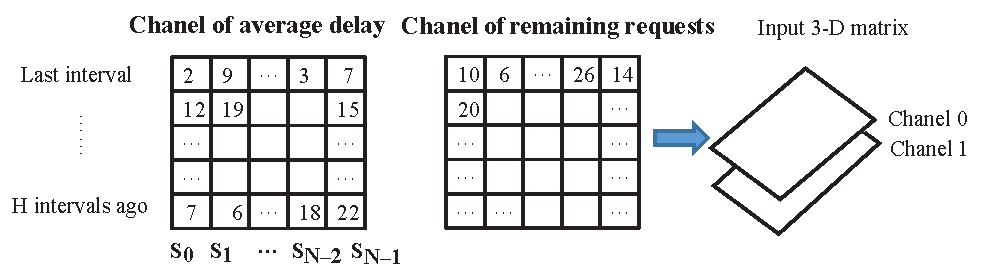 Chanel of average delay Chanel of remaining requests Input 3-D matrix
Last interval 2 9 ... 3 7 10 6 ... 26 14
12 19 15 20 ...
⋮ ... ... ... ...
Chanel 0
Chanel 1
... ... ... ...
H intervals ago 7 6 ... 18 22 ... ... ...
S0 S1 ... SN–2 SN–1